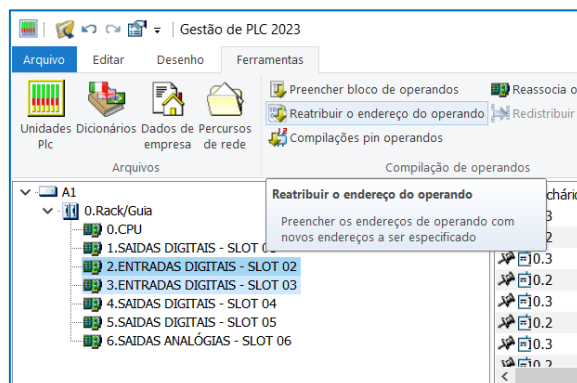 Gestão de PLC 2023
Arquivo Editar Desenho Ferramentas
Preencher bloco de operandos Reassocia o
Reatribuir o endereço do operando Redistribuir
Compilações pin operandos
Unidades Plc Dicionários Dados de empresa Percursos de rede
Arquivos Compilação de operandos
A1
0.Rack/Guia
0.CPU
1.SAIDAS DIGITAIS - SLOT
2.ENTRADAS DIGITAIS - SLOT 02
3.ENTRADAS DIGITAIS - SLOT 03
4.SAIDAS DIGITAIS - SLOT 04
5.SAIDAS DIGITAIS - SLOT 05
6.SAIDAS ANALÓGIAS - SLOT 06
Reatribuir o endereço do operando
Preencher os endereços de operando com
novos endereços a ser especificado
chário
3
2
0.3
0.2
0.3
0.2
0.3
0.2